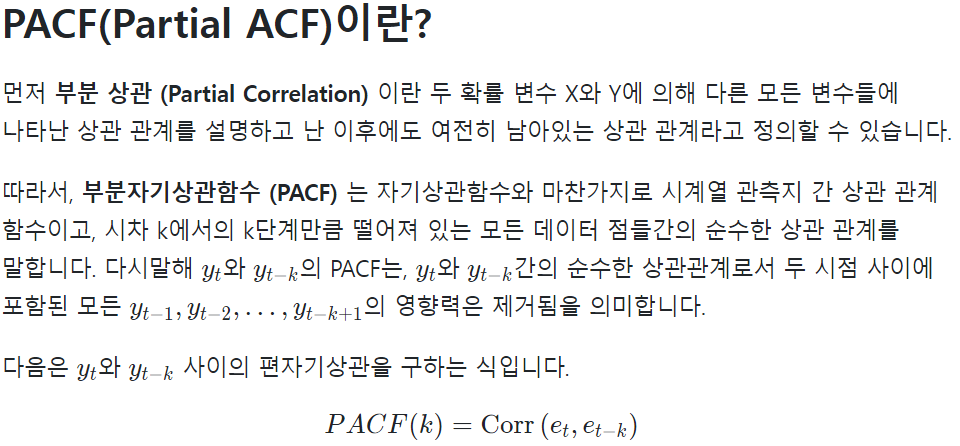 PACF(Partial ACF)이란?
먼저 부분 상관 (Partial Correlation) 이란 두 확률 변수 X와 Y에 의해 다른 모든 변수들에
나타난 상관 관계를 설명하고 난 이후에도 여전히 남아있는 상관 관계라고 정의할 수 있습니다.
따라서, 부분자기상관함수 (PACF) 는 자기상관함수와 마찬가지로 시계열 관측지 간 상관 관계
함수이고, 시차 k에서의 k단계만큼 떨어져 있는 모든 데이터 점들간의 순수한 상관 관계를
말합니다. 다시말해 y_t와 y_{t-k}의 PACF는, y_t와 y_{t-k}간의 순수한 상관관계로서 두 시점 사이에
포함된 모든 y_{t-1}, y_{t-2}, ..., y_{t-k+1}의 영향력은 제거됨을 의미합니다.
다음은 y_t와 y_{t-k} 사이의 편자기상관을 구하는 식입니다.
PACF(k) = Corr (e_t, e_{t-k})